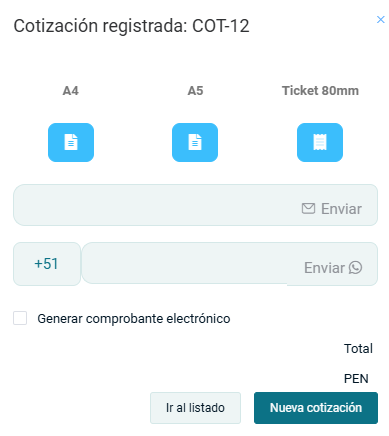 Cotización registrada: COT-12
A4 A5 Ticket 80mm
Enviar
+51 Enviar
Generar comprobante electrónico
Total
PEN
Ir al listado Nueva cotización